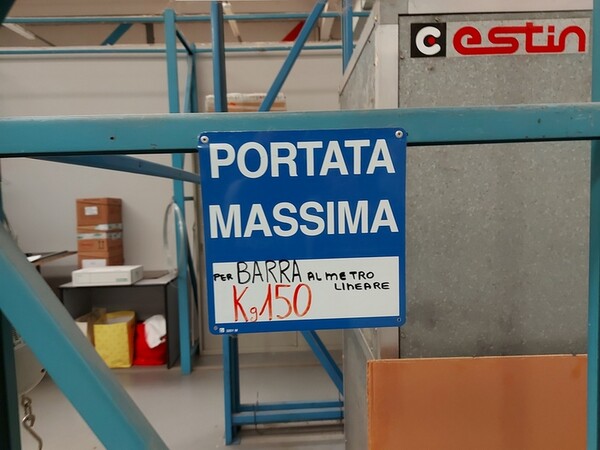 Cestin
PORTATA
MASSIMA
PER BARRA AL METRO
LINEARE
Kg 150